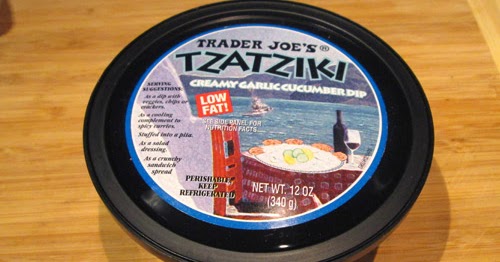 TRADER JOE'S®
TZATZIKI
CREAMY GARLIC CUCUMBER DIP
SERVING
SUGGESTIONS:
As a dip with
veggies, chips or
crackers.
As a cooling
complement to
spicy curries.
Stuffed into a pita.
As a salad
dressing.
As a crunchy
sandwich
spread
LOW
FAT!
SEE SIDE PANEL FOR
NUTRITION FACTS
PERISHABLE
KEEP
REFRIGERATED
NET WT. 12 OZ
(340 g)